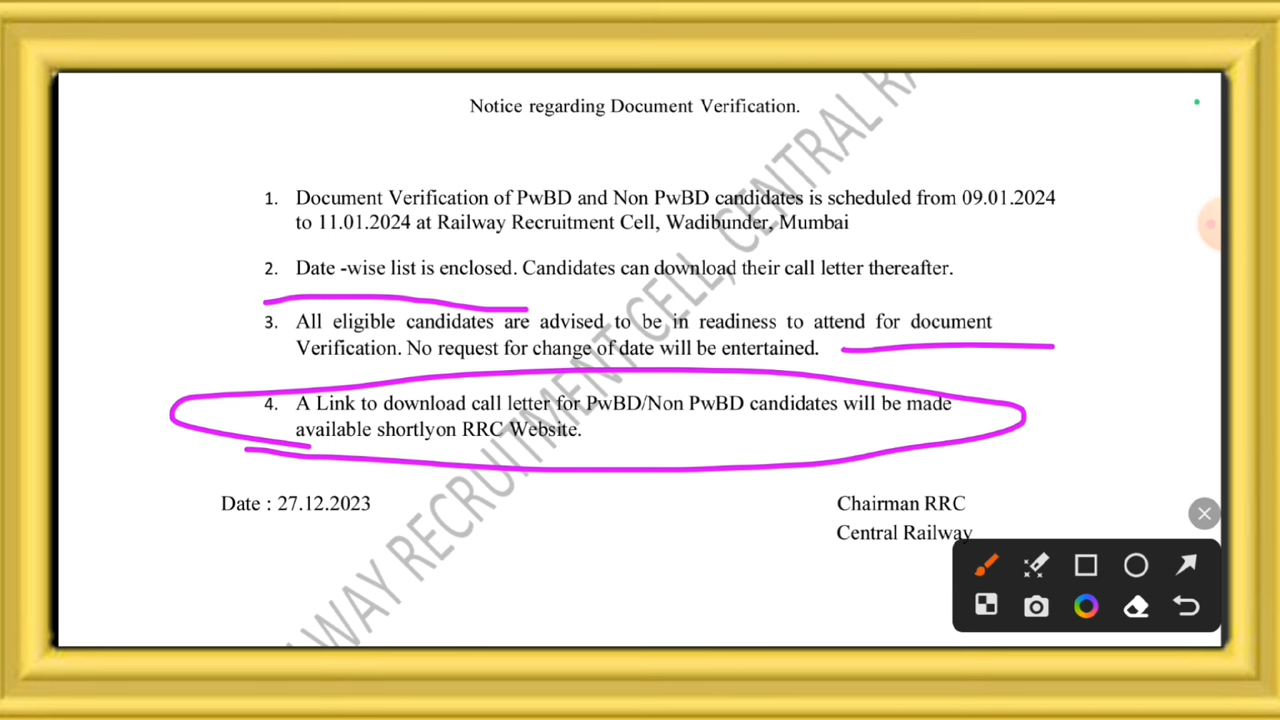 Notice regarding Document Verification.
1. Document Verification of PwBD and Non PwBD candidates is scheduled from 09.01.2024
to 11.01.2024 at Railway Recruitment Cell, Wadibunder, Mumbai
2. Date -wise list is enclosed. Candidates can download their call letter thereafter.
3. All eligible candidates are advised to be in readiness to attend for document
Verification. No request for change of date will be entertained.
4. A Link to download call letter for PwBD/Non PwBD candidates will be made
available shortlyon RRC Website.
Date : 27.12.2023
Chairman RRC
Central Railway
RECRUITMENT CELL, CENTRAL